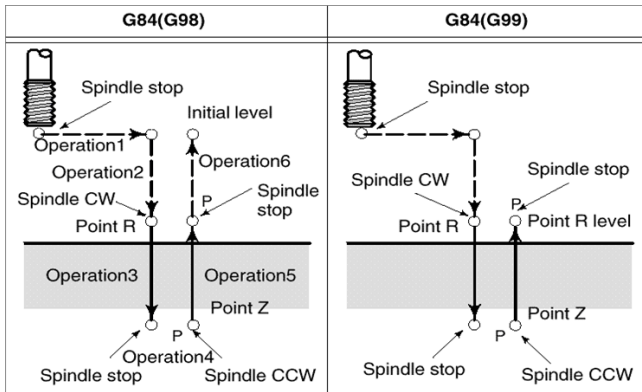 G84(G98)
G84(G99)
Spindle stop
Initial level
Operation1
Operation2
Operation6
Spindle CW
P
Spindle
stop
Point R
Operation3
Operation5
Point Z
P
Operation4
Spindle stop
Spindle CCW
Spindle stop
Spindle CW
Spindle stop
P
Point R
Point R level
Point Z
P
Spindle stop
Spindle CCW